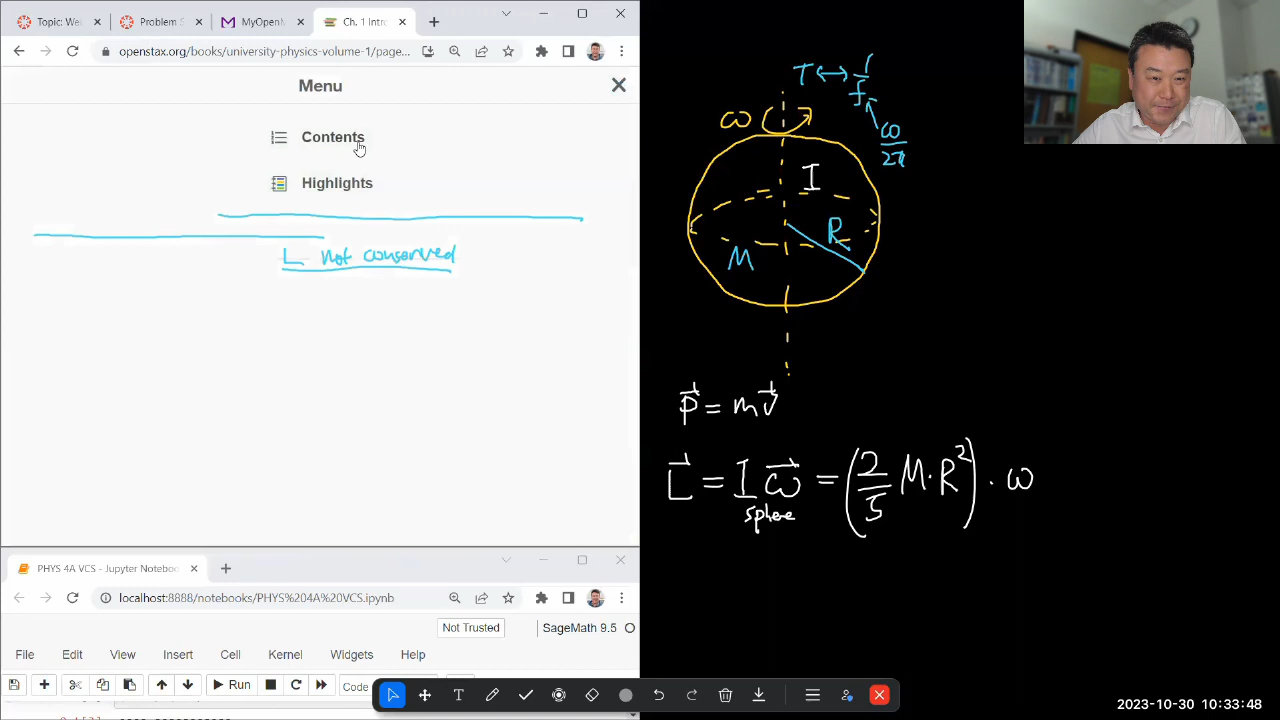 Topic: We
Problem S
MyOpenM
Ch. 1 Intro
openstax.org/books/university-physics-volume-1/page...
Menu
Contents
Highlights
L not conserved
PHYS 4A VCS - Jupyter Notebo
localhost:8888/notebooks/PHYS%204A%20VCS.ipynb
Not Trusted
SageMath 9.5
File Edit View Insert Cell Kernel Widgets Help
Run
Code
T ↔ 1/f
ω/2π
ω
I
R
M
p⃗ = mv⃗
L⃗ = I ω⃗ = (2/5 M·R²) · ω
sphere
2023-10-30 10:33:48